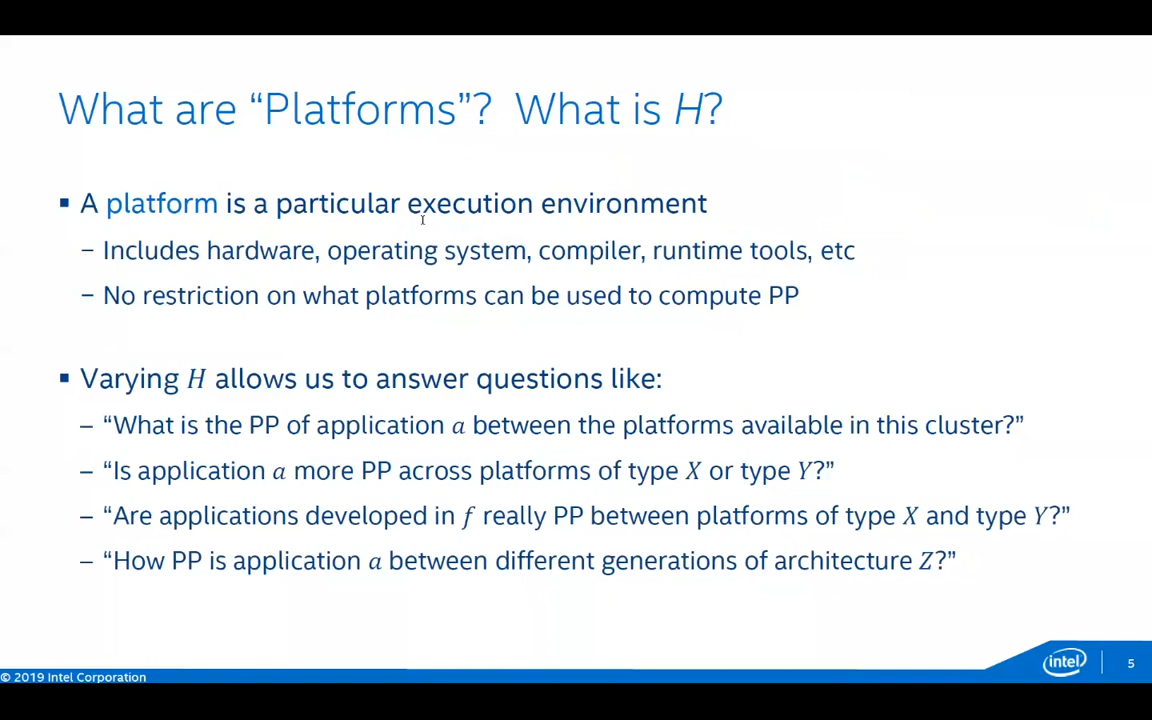 What are “Platforms”? What is H?
▪ A platform is a particular execution environment
– Includes hardware, operating system, compiler, runtime tools, etc
– No restriction on what platforms can be used to compute PP
▪ Varying H allows us to answer questions like:
– “What is the PP of application a between the platforms available in this cluster?”
– “Is application a more PP across platforms of type X or type Y?”
– “Are applications developed in f really PP between platforms of type X and type Y?”
– “How PP is application a between different generations of architecture Z?”
© 2019 Intel Corporation
intel
5